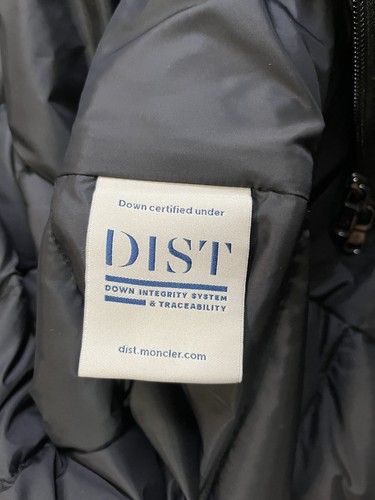 Down certified under
DIST
DOWN INTEGRITY SYSTEM
& TRACEABILITY
dist.moncler.com